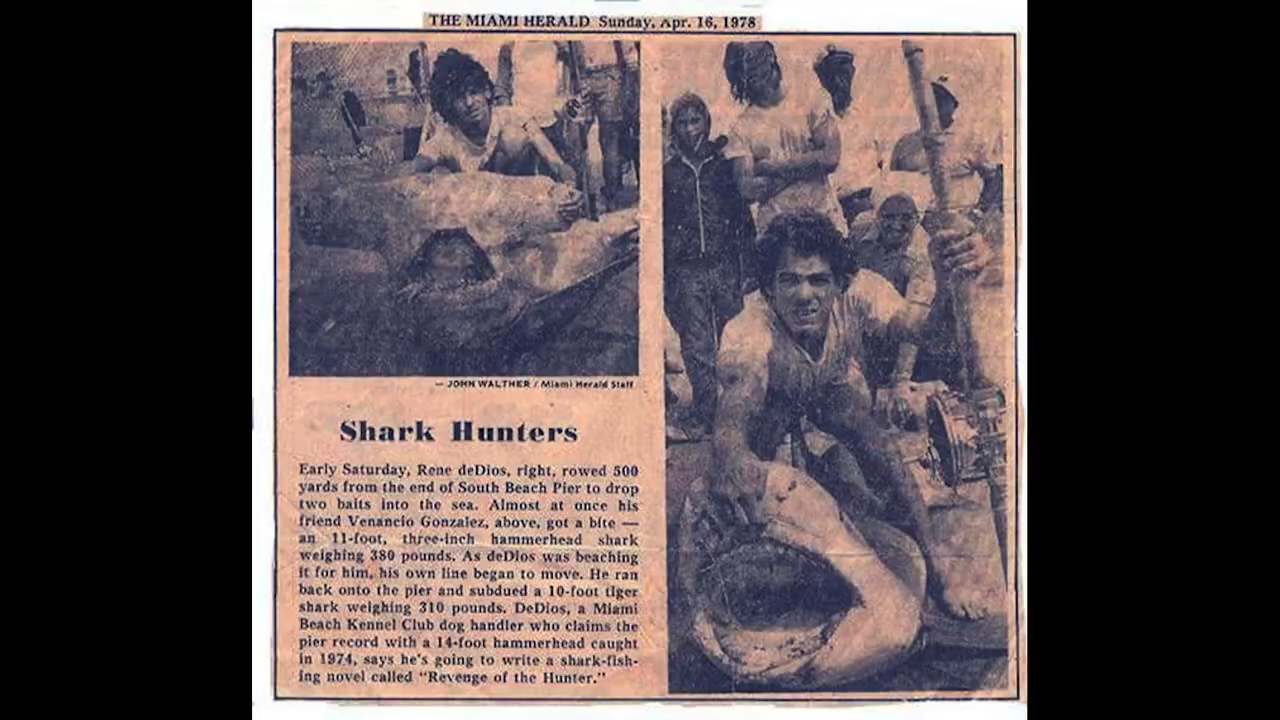 THE MIAMI HERALD Sunday, Apr. 16, 1978
— JOHN WALTHER / Miami Herald Staff
Shark Hunters
Early Saturday, Rene deDios, right, rowed 500
yards from the end of South Beach Pier to drop
two baits into the sea. Almost at once his
friend Venancio Gonzalez, above, got a bite —
an 11-foot, three-inch hammerhead shark
weighing 380 pounds. As deDios was beaching
it for him, his own line began to move. He ran
back onto the pier and subdued a 10-foot tiger
shark weighing 310 pounds. DeDios, a Miami
Beach Kennel Club dog handler who claims the
pier record with a 14-foot hammerhead caught
in 1974, says he's going to write a shark-fish-
ing novel called "Revenge of the Hunter."